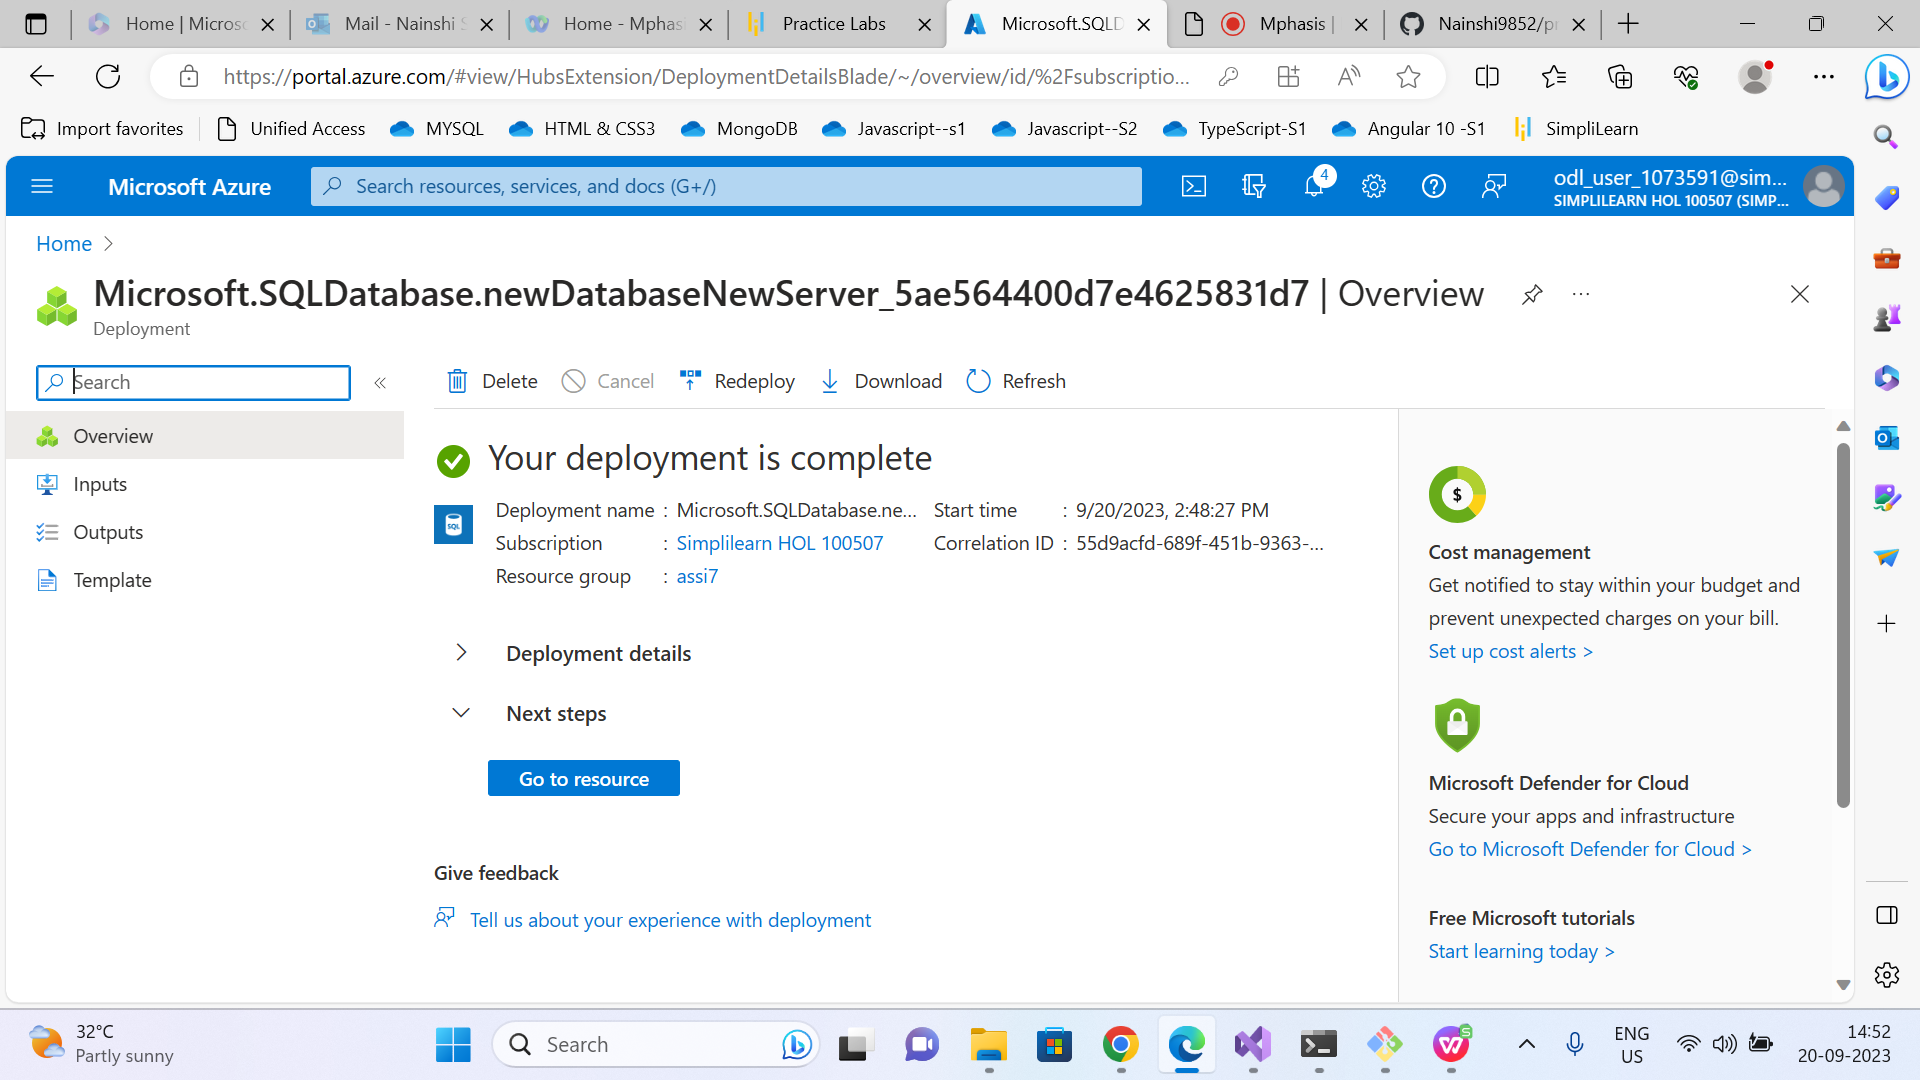 Home | Microsc
Mail - Nainshi S
Home - Mphasi
Practice Labs
Microsoft.SQLD
Mphasis |
Nainshi9852/pr
https://portal.azure.com/#view/HubsExtension/DeploymentDetailsBlade/~/overview/id/%2Fsubscriptio...
Import favorites
Unified Access
MYSQL
HTML & CSS3
MongoDB
Javascript--s1
Javascript--S2
TypeScript-S1
Angular 10 -S1
SimpliLearn
Microsoft Azure
Search resources, services, and docs (G+/)
4
odl_user_1073591@sim...
SIMPLILEARN HOL 100507 (SIMP...
Home
Microsoft.SQLDatabase.newDatabaseNewServer_5ae564400d7e4625831d7 | Overview
Deployment
Search
Delete
Cancel
Redeploy
Download
Refresh
Overview
Inputs
Outputs
Template
Your deployment is complete
SQL
Deployment name : Microsoft.SQLDatabase.ne...
Subscription : Simplilearn HOL 100507
Resource group : assi7
Start time : 9/20/2023, 2:48:27 PM
Correlation ID : 55d9acfd-689f-451b-9363-...
Deployment details
Next steps
Go to resource
Give feedback
Tell us about your experience with deployment
$
Cost management
Get notified to stay within your budget and
prevent unexpected charges on your bill.
Set up cost alerts >
Microsoft Defender for Cloud
Secure your apps and infrastructure
Go to Microsoft Defender for Cloud >
Free Microsoft tutorials
Start learning today >
32°C
Partly sunny
Search
ENG
US
14:52
20-09-2023